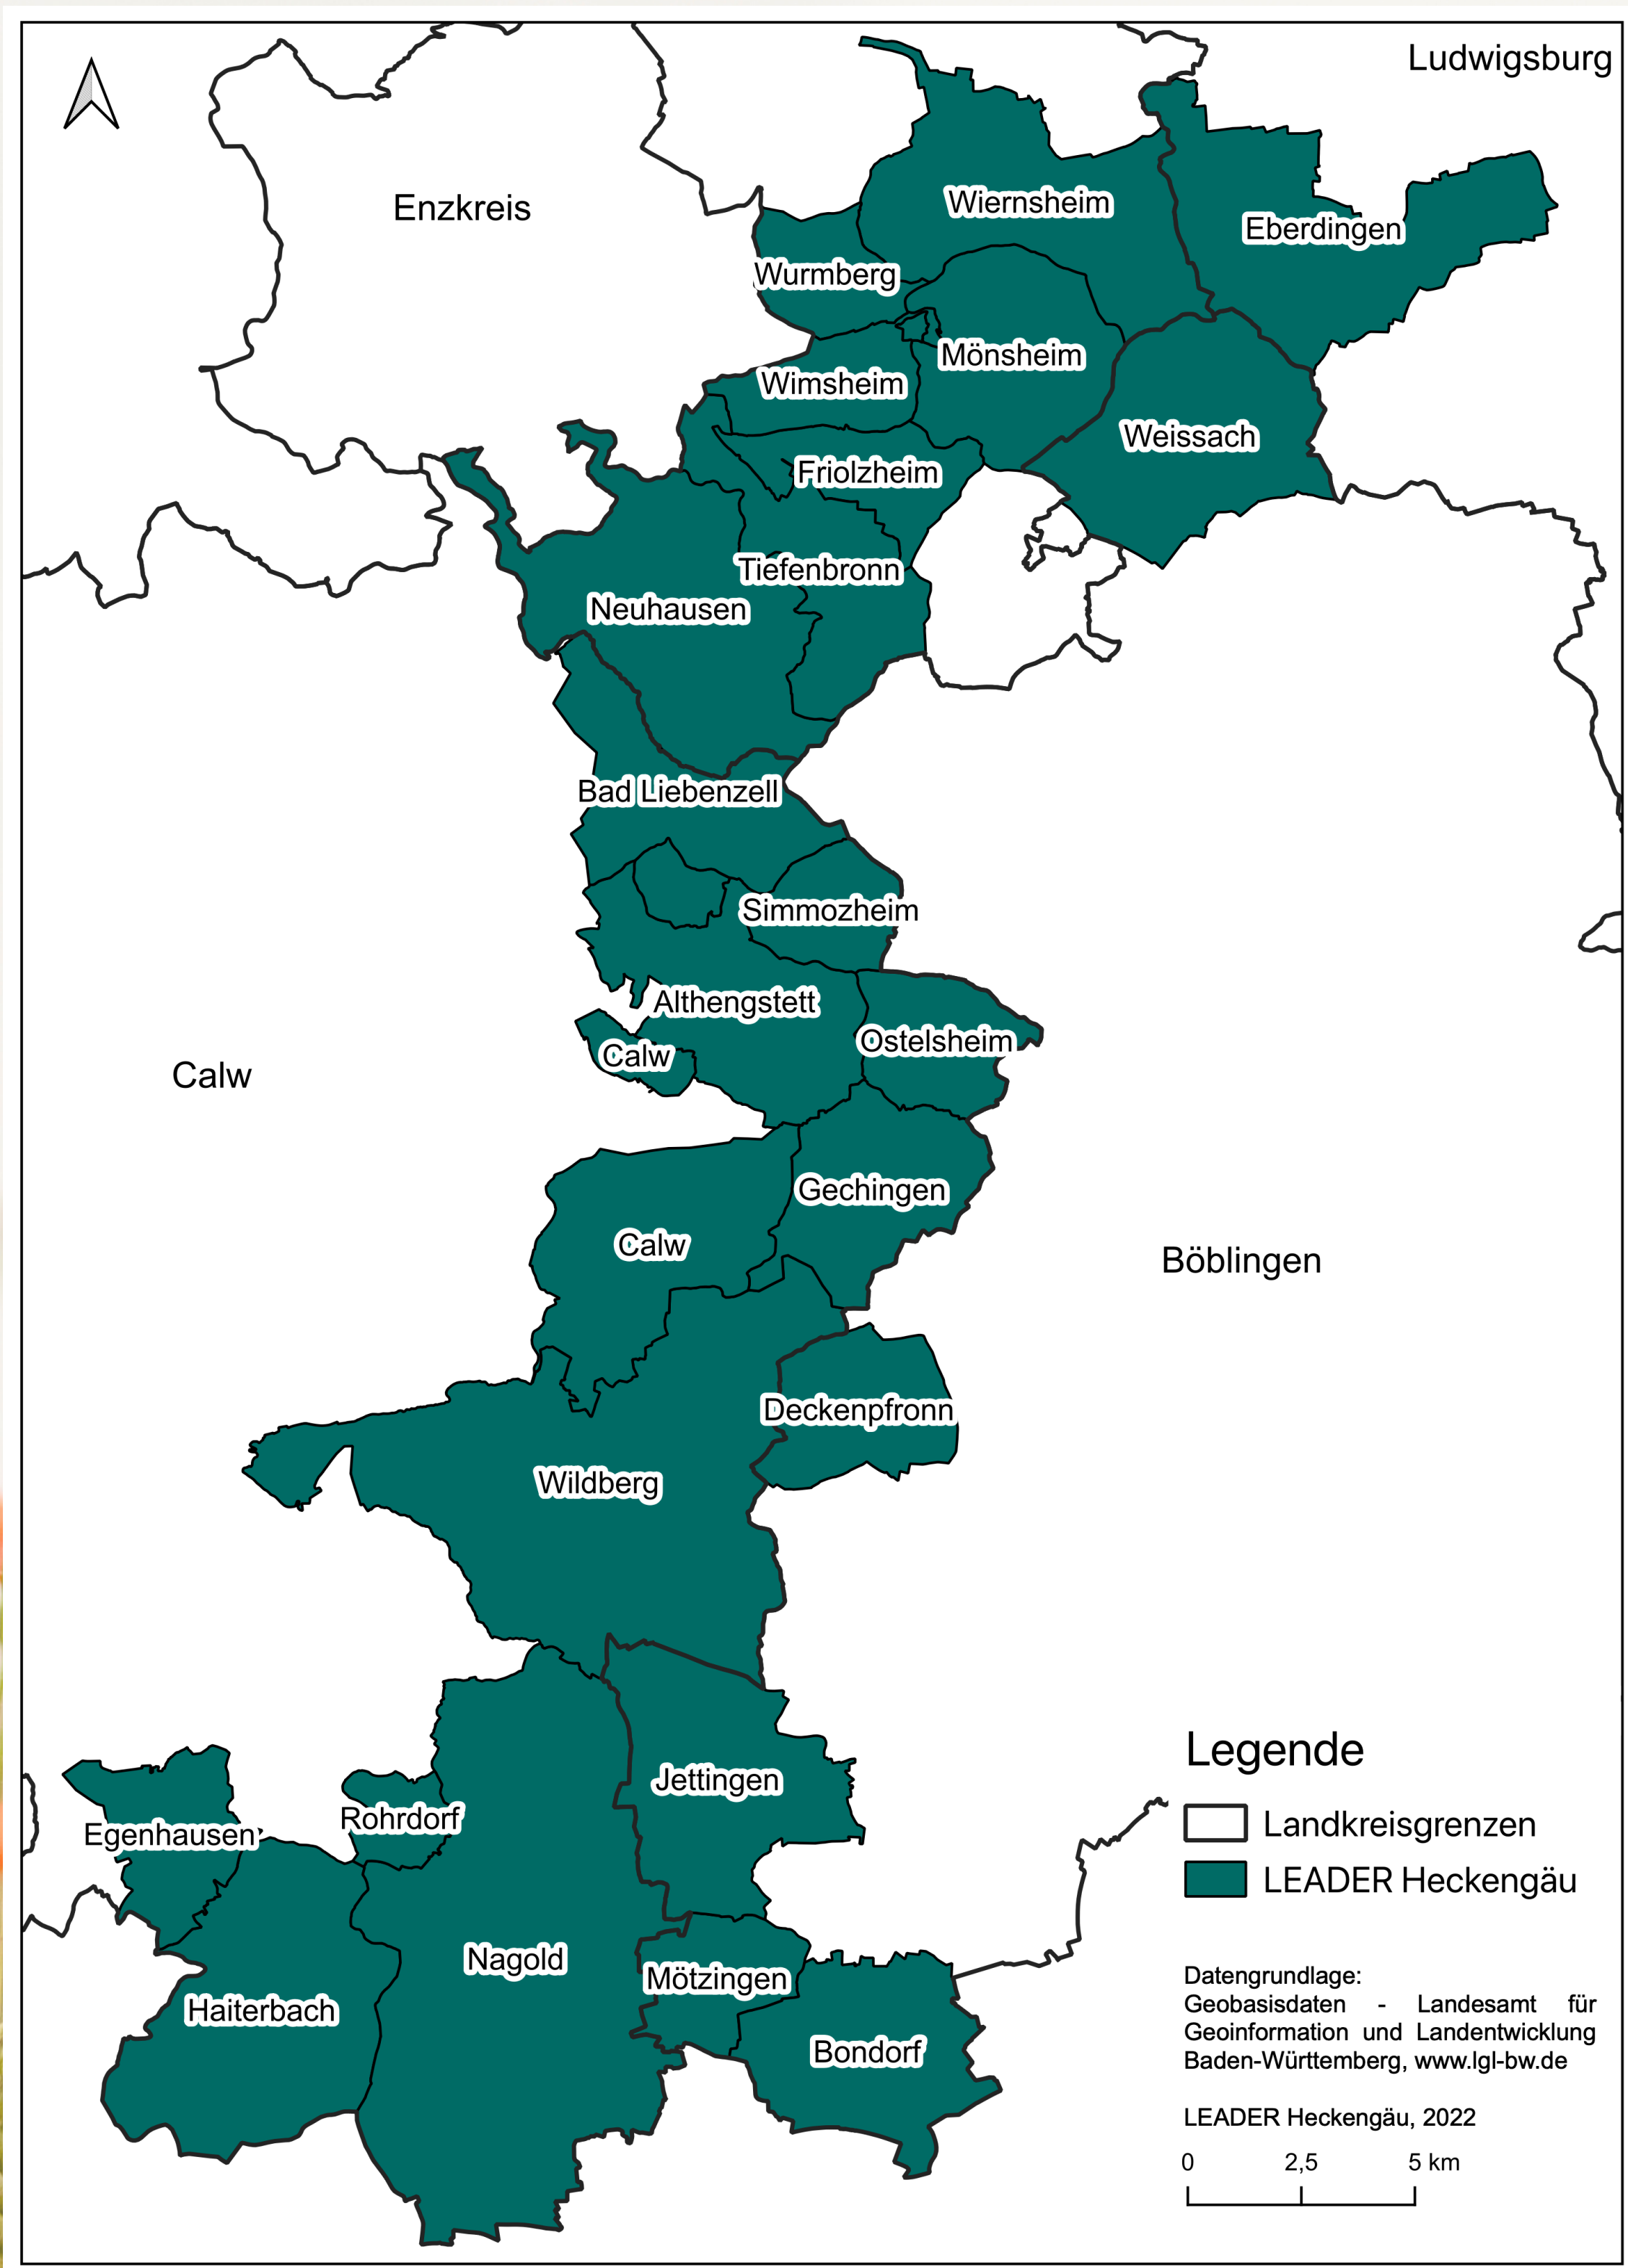 Ludwigsburg
Enzkreis
Wiernsheim
Eberdingen
Wurmberg
Mönsheim
Wimsheim
Weissach
Friolzheim
Tiefenbronn
Neuhausen
Bad Liebenzell
Simmozheim
Althengstett
Ostelsheim
Calw
Calw
Gechingen
Calw
Böblingen
Deckenpfronn
Wildberg
Jettingen
Rohrdorf
Egenhausen
Nagold
Mötzingen
Haiterbach
Bondorf
Legende
Landkreisgrenzen
LEADER Heckengäu
Datengrundlage:
Geobasisdaten - Landesamt für
Geoinformation und Landentwicklung
Baden-Württemberg, www.lgl-bw.de
LEADER Heckengäu, 2022
0 2,5 5 km